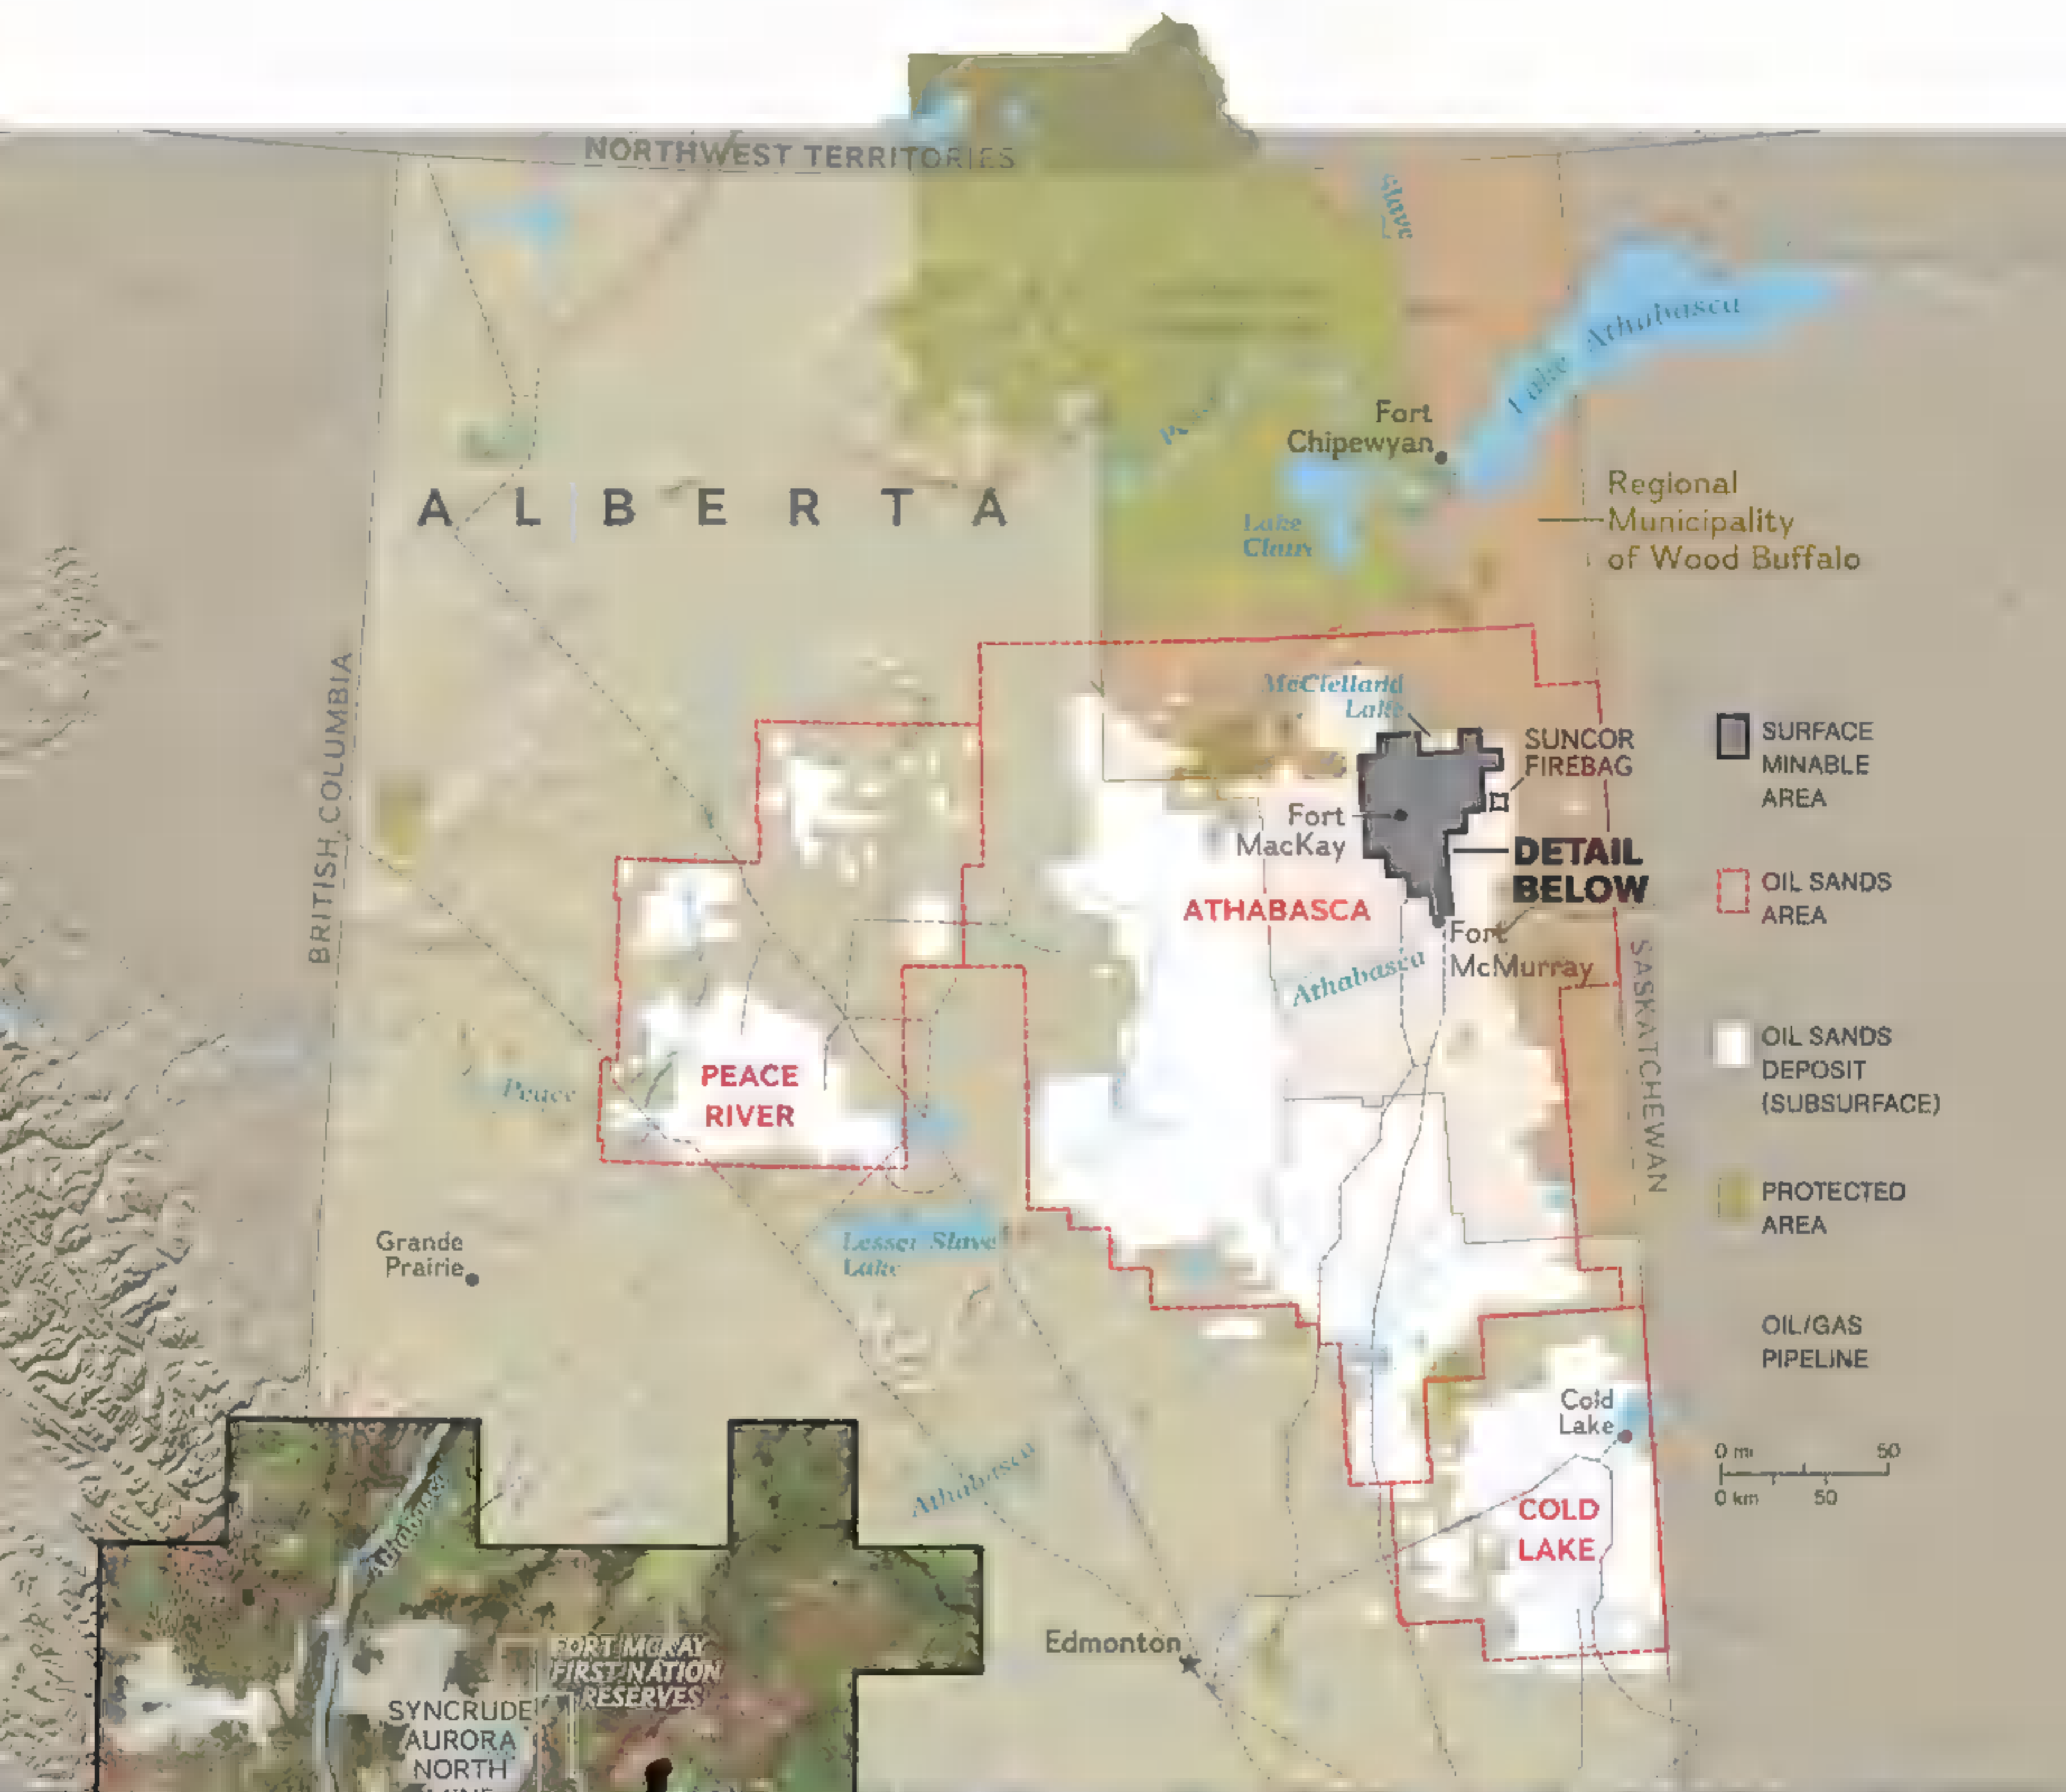 NORTHWEST TERRITORIES
Slave
Lake Athabasca
Fort
Chipewyan
ALBERTA
Regional
Municipality
of Wood Buffalo
Lake
Claire
BRITISH COLUMBIA
McClelland
Lake
SUNCOR
FIREBAG
Fort
MacKay
DETAIL
BELOW
ATHABASCA
Fort
McMurray
Athabasca
SASKATCHEWAN
PEACE
RIVER
Peace
Grande
Prairie
Lesser Slave
Lake
Cold
Lake
COLD
LAKE
Athabasca
Edmonton
SURFACE
MINABLE
AREA
OIL SANDS
AREA
OIL SANDS
DEPOSIT
(SUBSURFACE)
PROTECTED
AREA
OIL/GAS
PIPELINE
0 mi 50
0 km 50
Athabasca
FORT MCKAY
FIRST NATION
RESERVES
SYNCRUDE
AURORA
NORTH
MINE